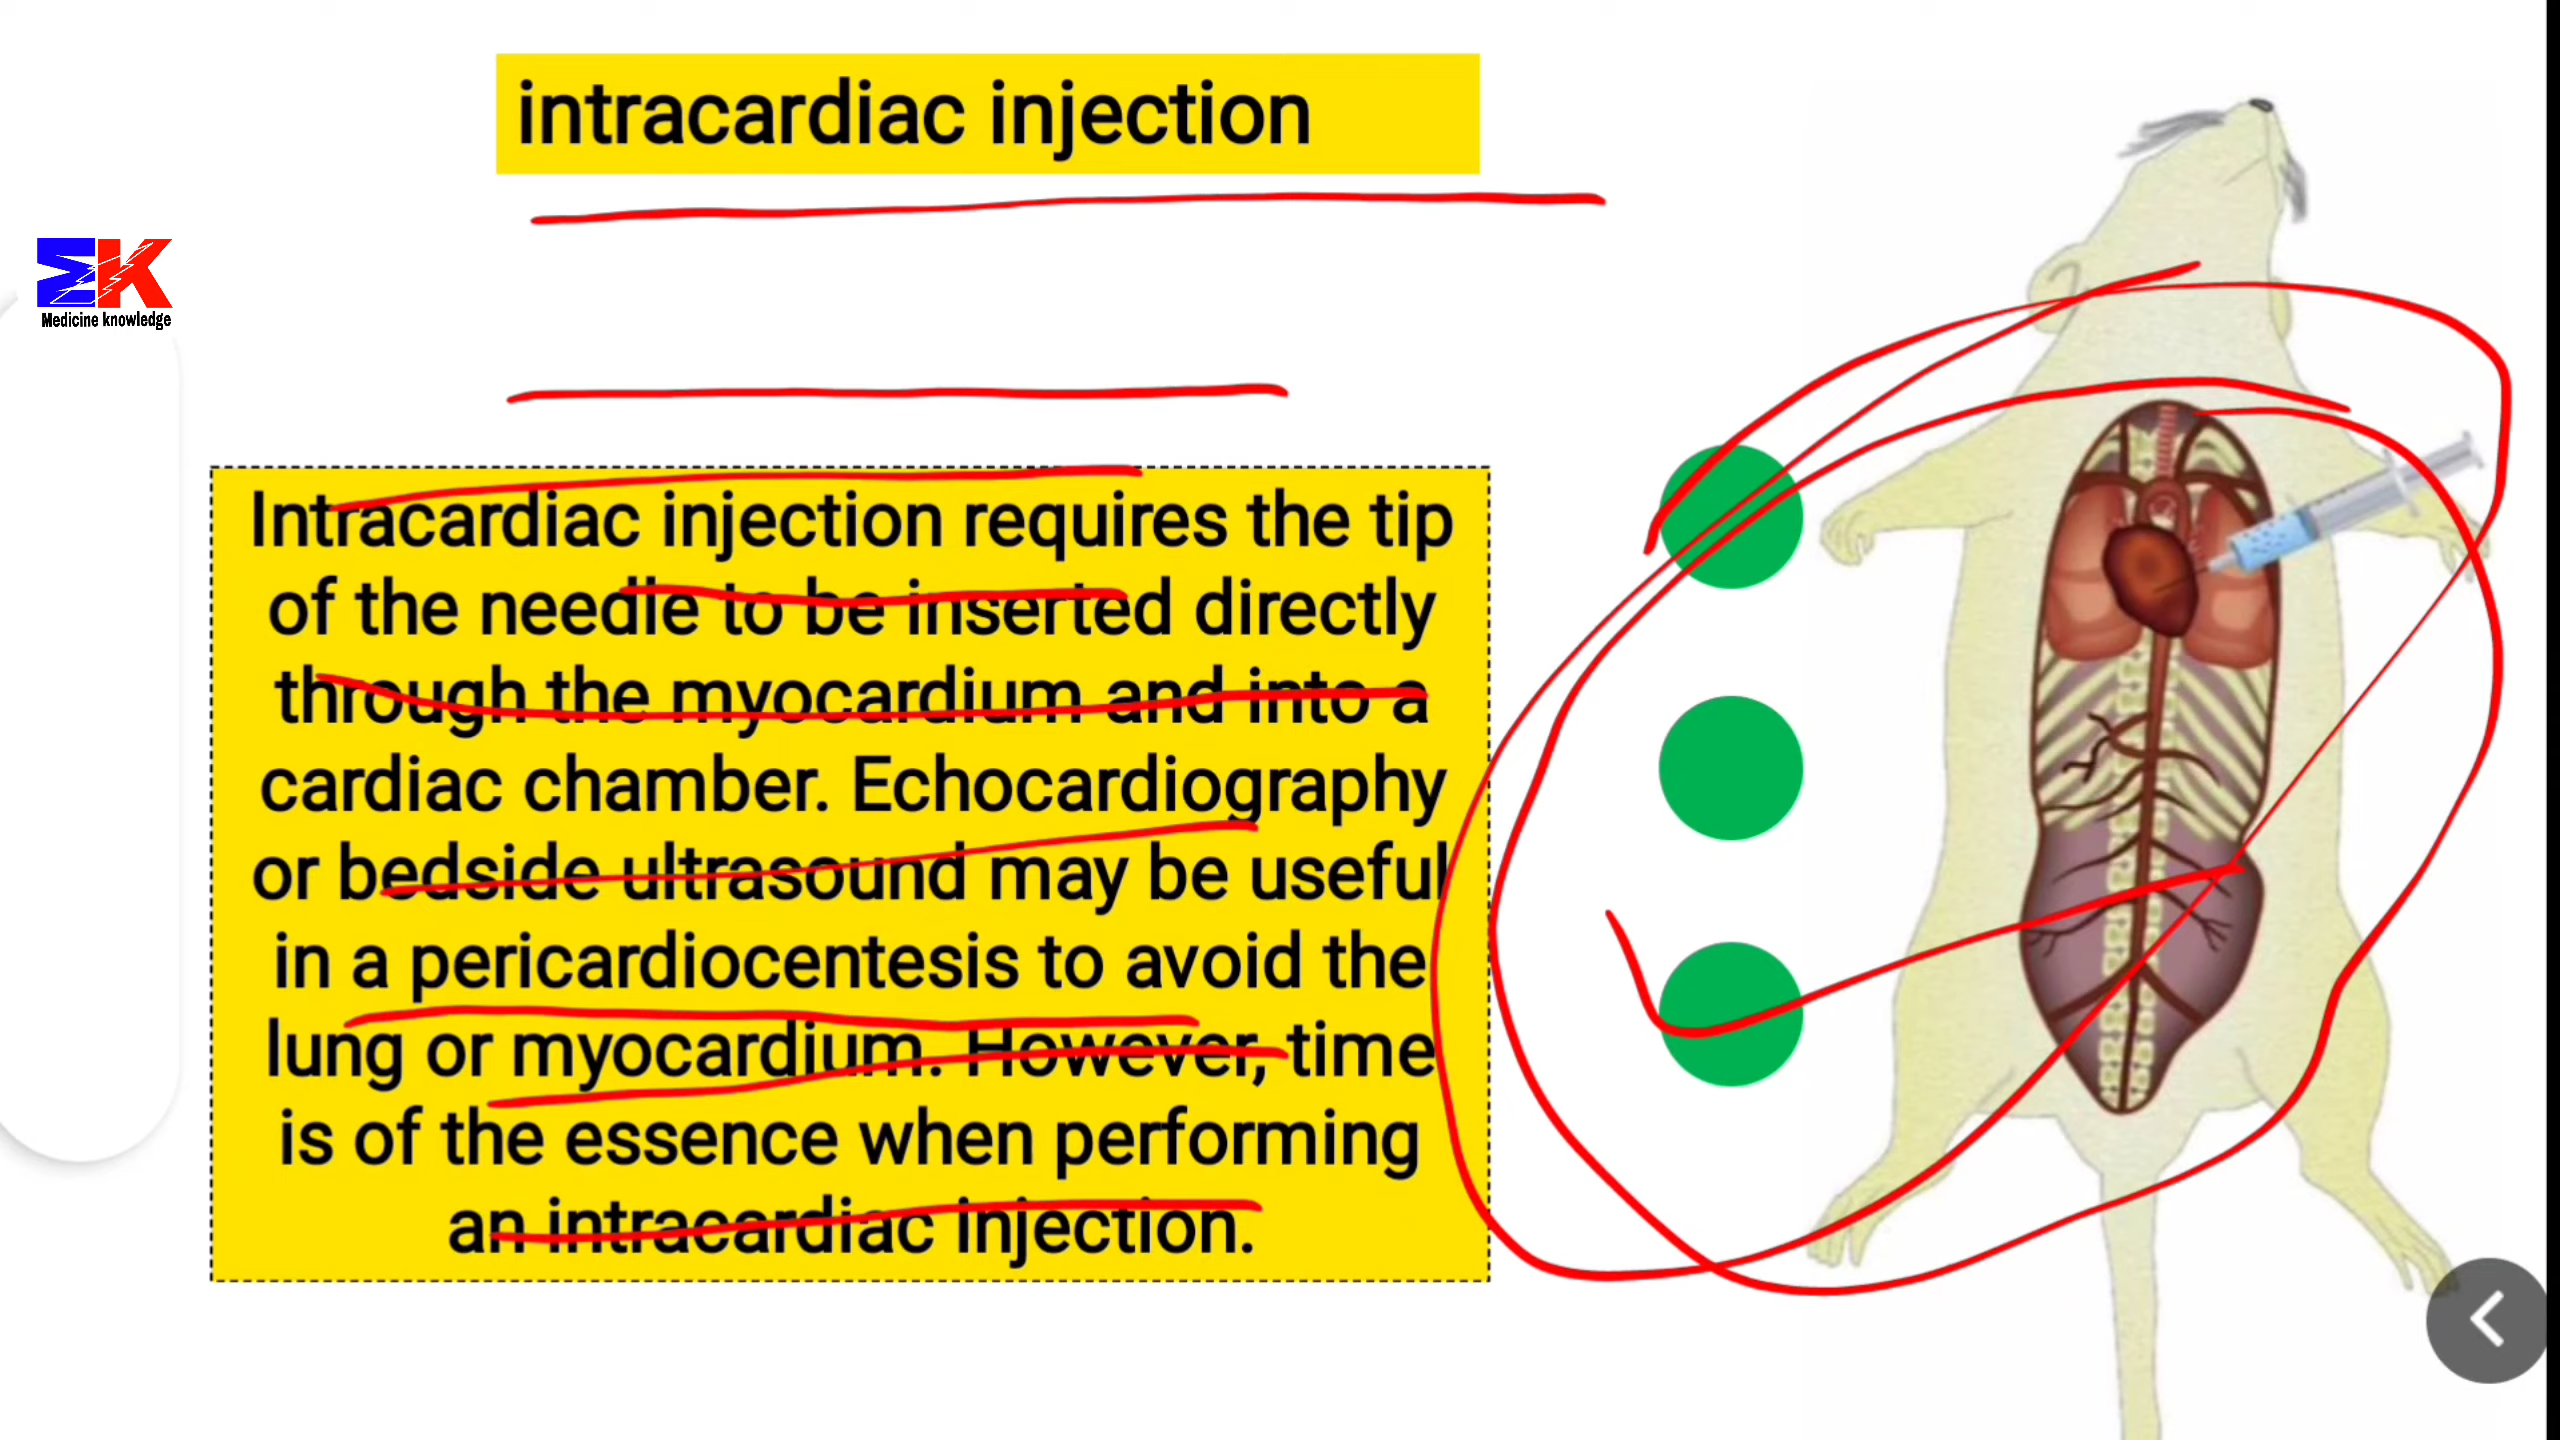 intracardiac injection
ΣK
Medicine knowledge
Intracardiac injection requires the tip
of the needle to be inserted directly
through the myocardium and into a
cardiac chamber. Echocardiography
or bedside ultrasound may be useful
in a pericardiocentesis to avoid the
lung or myocardium. However, time
is of the essence when performing
an intracardiac injection.